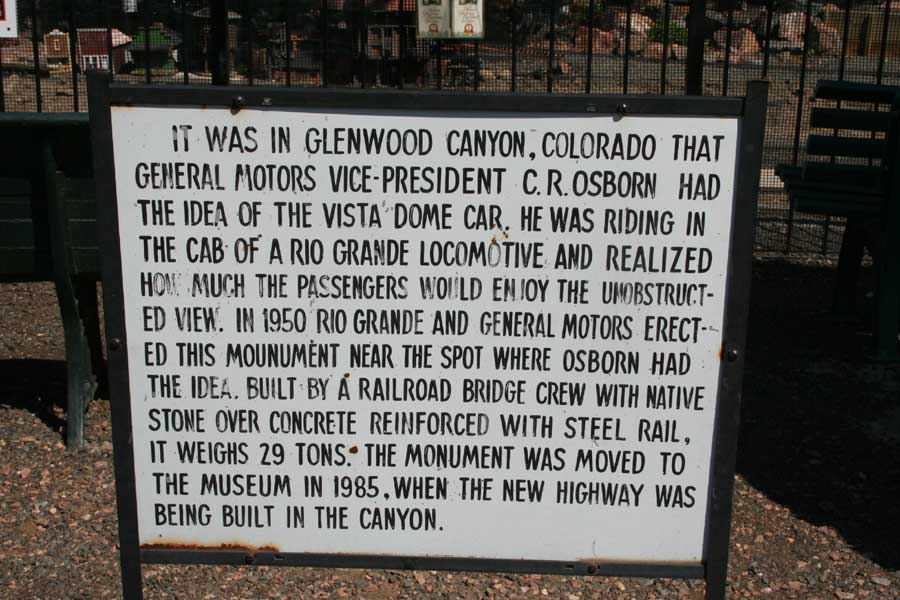 IT WAS IN GLENWOOD CANYON, COLORADO THAT
GENERAL MOTORS VICE-PRESIDENT C.R.OSBORN HAD
THE IDEA OF THE VISTA DOME CAR. HE WAS RIDING IN
THE CAB OF A RIO GRANDE LOCOMOTIVE AND REALIZED
HOW MUCH THE PASSENGERS WOULD ENJOY THE UNOBSTRUCT-
ED VIEW. IN 1950 RIO GRANDE AND GENERAL MOTORS ERECT-
ED THIS MOUNUMENT NEAR THE SPOT WHERE OSBORN HAD
THE IDEA. BUILT BY A RAILROAD BRIDGE CREW WITH NATIVE
STONE OVER CONCRETE REINFORCED WITH STEEL RAIL,
IT WEIGHS 29 TONS. THE MONUMENT WAS MOVED TO
THE MUSEUM IN 1985, WHEN THE NEW HIGHWAY WAS
BEING BUILT IN THE CANYON.